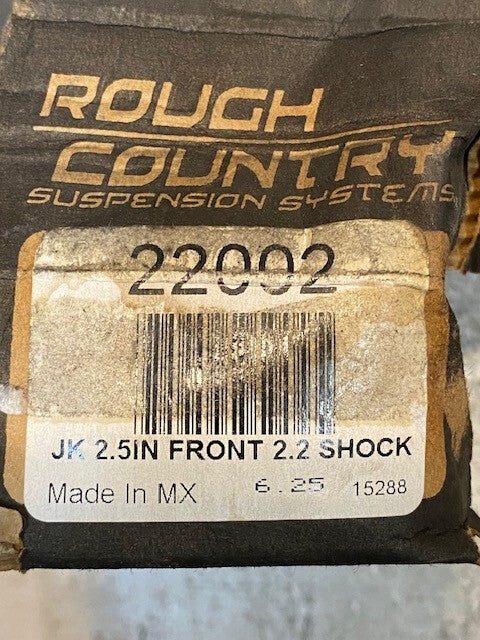 ROUGH
COUNTRY
SUSPENSION SYSTEMS
22002
JK 2.5IN FRONT 2.2 SHOCK
Made In MX 6.25 15288